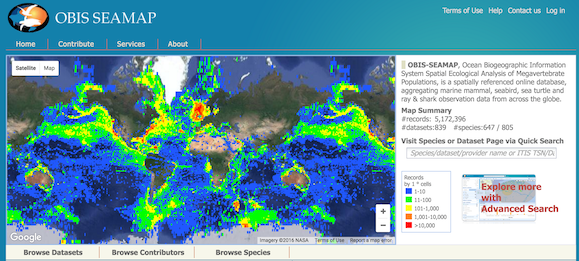 OBIS SEAMAP
Terms of Use Help Contact us Log in
Home Contribute Services About
Satellite Map
OBIS-SEAMAP, Ocean Biogeographic Information
System Spatial Ecological Analysis of Megavertebrate
Populations, is a spatially referenced online database,
aggregating marine mammal, seabird, sea turtle and
ray & shark observation data from across the globe.
Map Summary
#records: 5,172,396
#datasets:839 #species:647 / 805
Visit Species or Dataset Page via Quick Search
Species/dataset/provider name or ITIS TSN/D
Records
by 1 * cells
1-10
11-100
101-1,000
1,001-10,000
>10,000
Explore more
with
Advanced Search
+
−
Google
Imagery ©2016 NASA Terms of Use Report a map error
Browse Datasets Browse Contributors Browse Species